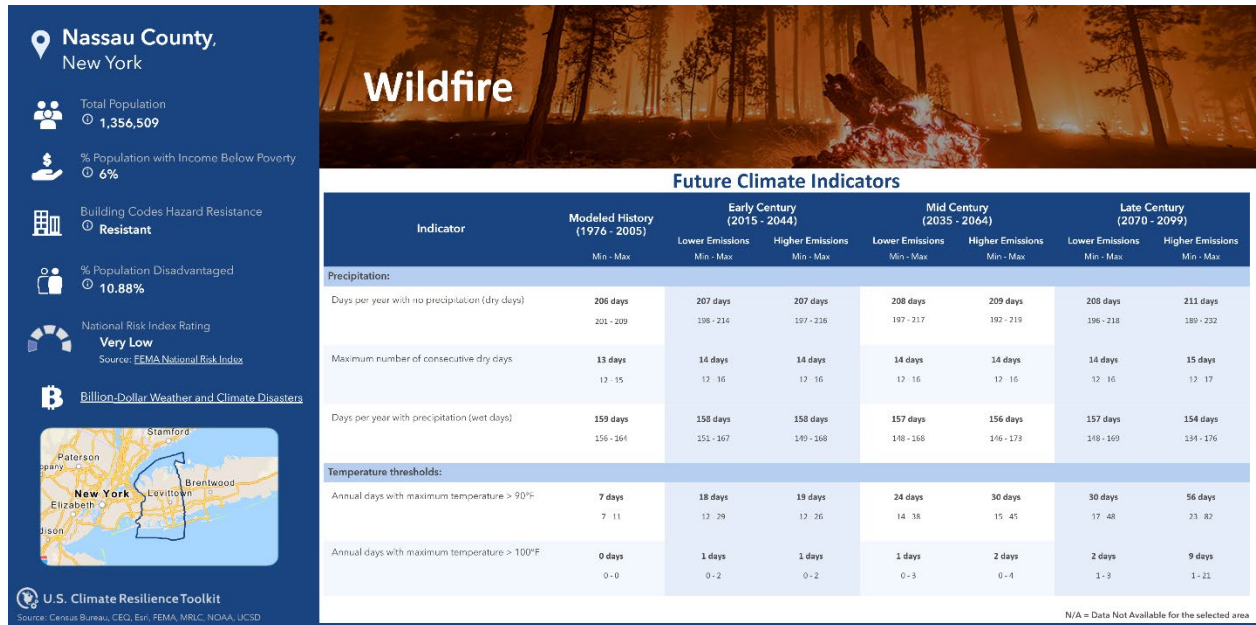 Nassau County,
New York
Total Population
1,356,509
% Population with Income Below Poverty
6%
Building Codes Hazard Resistance
Resistant
% Population Disadvantaged
10.88%
National Risk Index Rating
Very Low
Source: FEMA National Risk Index
Billion-Dollar Weather and Climate Disasters
Stamford
Paterson
opany
Brentwood
New York Levittown
Elizabeth
dison
U.S. Climate Resilience Toolkit
Source: Census Bureau, CEQ, Esri, FEMA, MRLC, NOAA, UCSD
Wildfire
Future Climate Indicators
Indicator
Modeled History
(1976 - 2005)
Min - Max
Early Century
(2015 - 2044)
Mid Century
(2035 - 2064)
Late Century
(2070 - 2099)
Lower Emissions Higher Emissions Lower Emissions Higher Emissions Lower Emissions Higher Emissions
Min - Max Min - Max Min - Max Min - Max Min - Max Min - Max
Precipitation:
Days per year with no precipitation (dry days) 206 days 207 days 207 days 208 days 209 days 208 days 211 days
201 - 209 198 - 214 197 - 216 197 - 217 192 - 219 196 - 218 189 - 232
Maximum number of consecutive dry days 13 days 14 days 14 days 14 days 14 days 14 days 15 days
12 - 15 12 - 16 12 - 16 12 - 16 12 - 16 12 - 16 12 - 17
Days per year with precipitation (wet days) 159 days 158 days 158 days 157 days 156 days 157 days 154 days
156 - 164 151 - 167 149 - 168 148 - 168 146 - 173 148 - 169 134 - 176
Temperature thresholds:
Annual days with maximum temperature > 90°F 7 days 18 days 19 days 24 days 30 days 30 days 56 days
7 - 11 12 - 29 12 - 26 14 - 38 15 - 45 17 - 48 23 - 82
Annual days with maximum temperature > 100°F 0 days 1 days 1 days 1 days 2 days 2 days 9 days
0 - 0 0 - 2 0 - 2 0 - 3 0 - 4 1 - 3 1 - 21
N/A = Data Not Available for the selected area